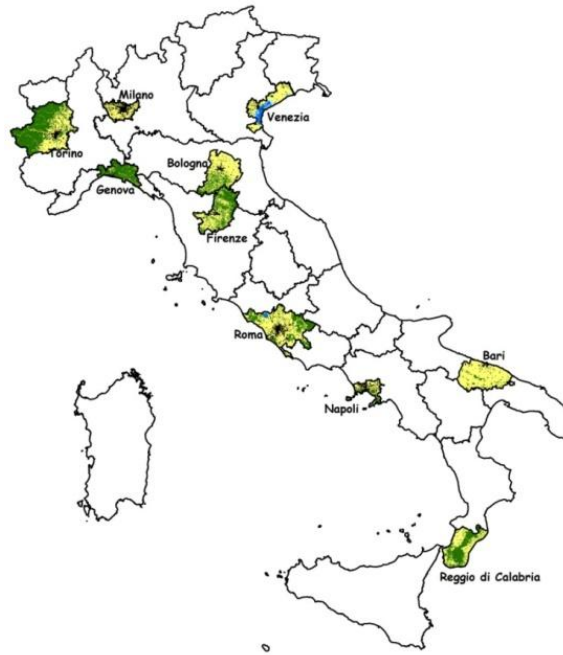 Milano
Venezia
Torino
Bologna
Genova
Firenze
Roma
Bari
Napoli
Reggio di Calabria